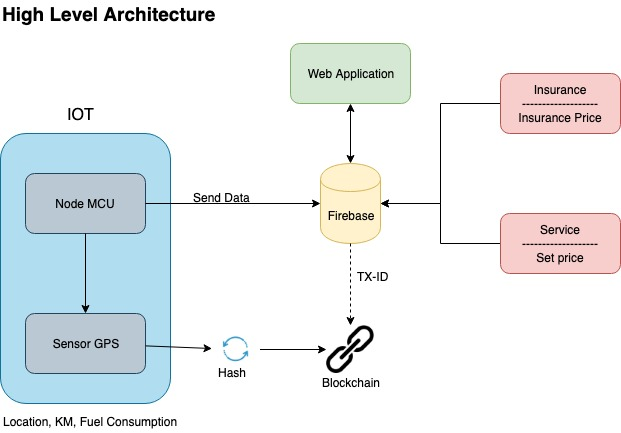 High Level Architecture
Web Application
Insurance
--------------------
Insurance Price
IOT
Node MCU
Send Data
Firebase
Service
--------------------
Set price
TX-ID
Sensor GPS
Hash
Blockchain
Location, KM, Fuel Consumption